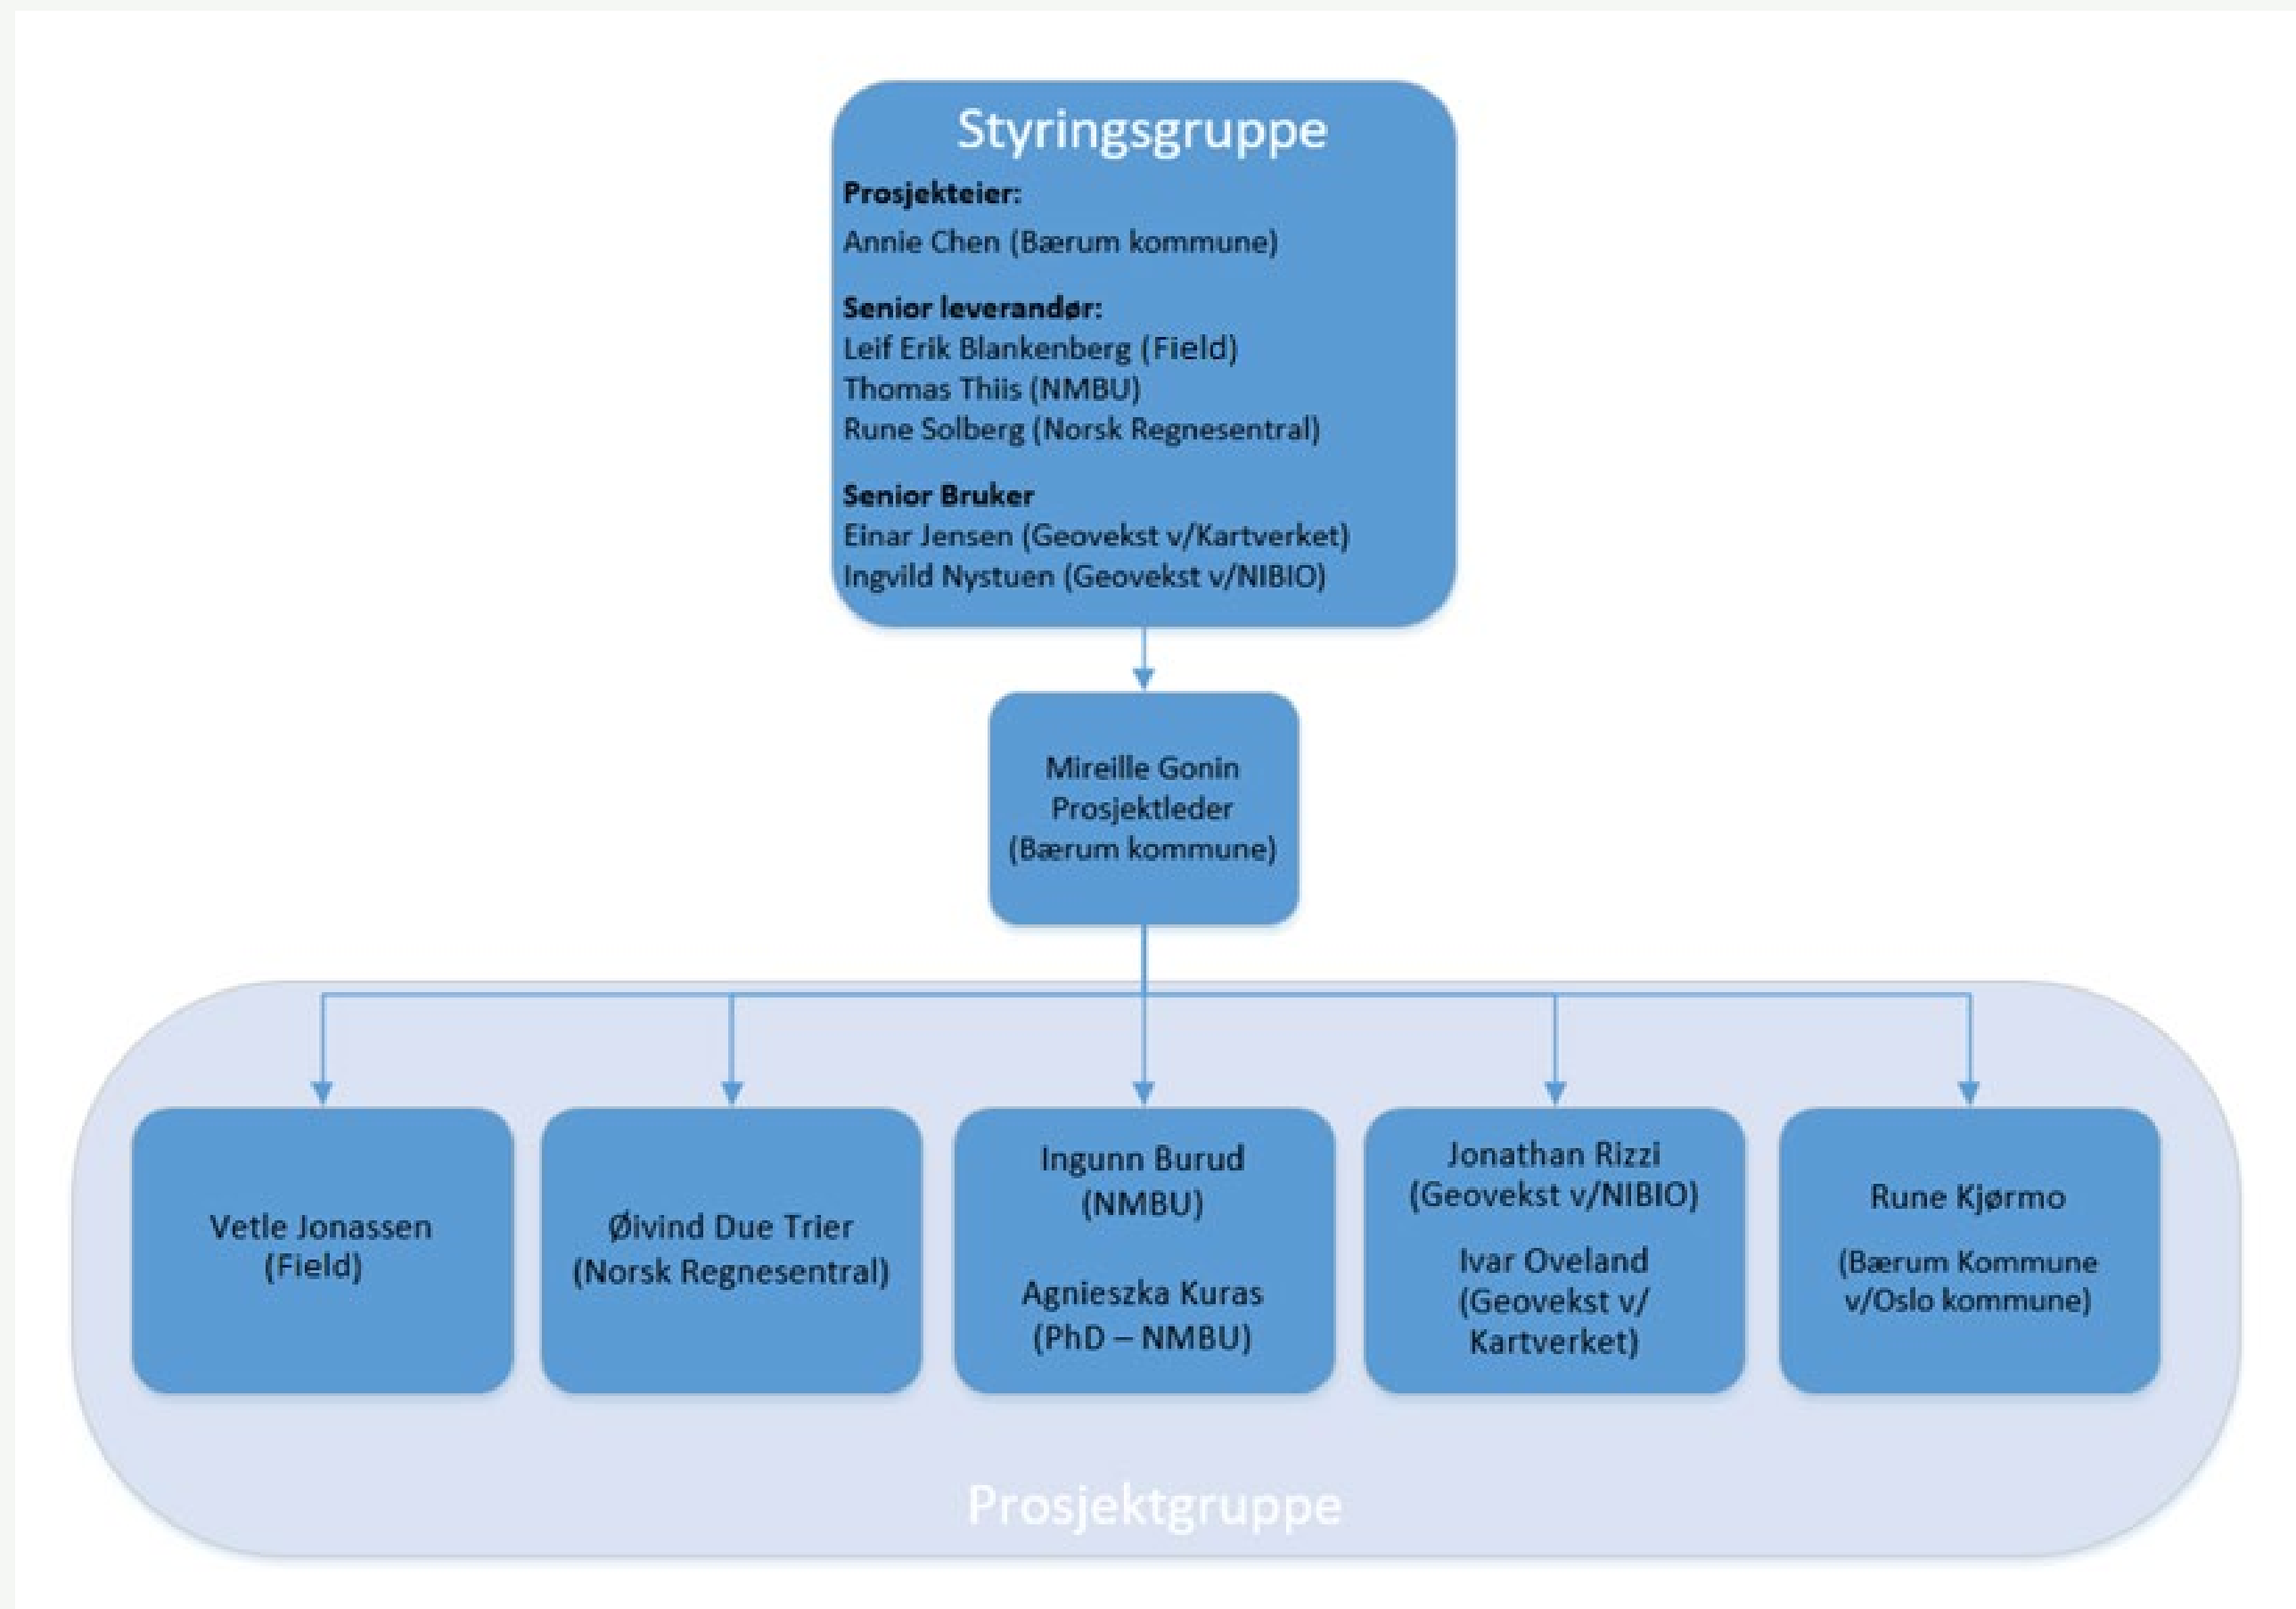 Styringsgruppe
Prosjekteier:
Annie Chen (Bærum kommune)
Senior leverandør:
Leif Erik Blankenberg (Field)
Thomas Thiis (NMBU)
Rune Solberg (Norsk Regnesentral)
Senior Bruker
Einar Jensen (Geovekst v/Kartverket)
Ingvild Nystuen (Geovekst v/NIBIO)
Mireille Gonin
Prosjektleder
(Bærum kommune)
Vetle Jonassen
(Field)
Øivind Due Trier
(Norsk Regnesentral)
Ingunn Burud
(NMBU)
Agnieszka Kuras
(PhD – NMBU)
Jonathan Rizzi
(Geovekst v/NIBIO)
Ivar Oveland
(Geovekst v/
Kartverket)
Rune Kjørmo
(Bærum Kommune
v/Oslo kommune)
Prosjektgruppe